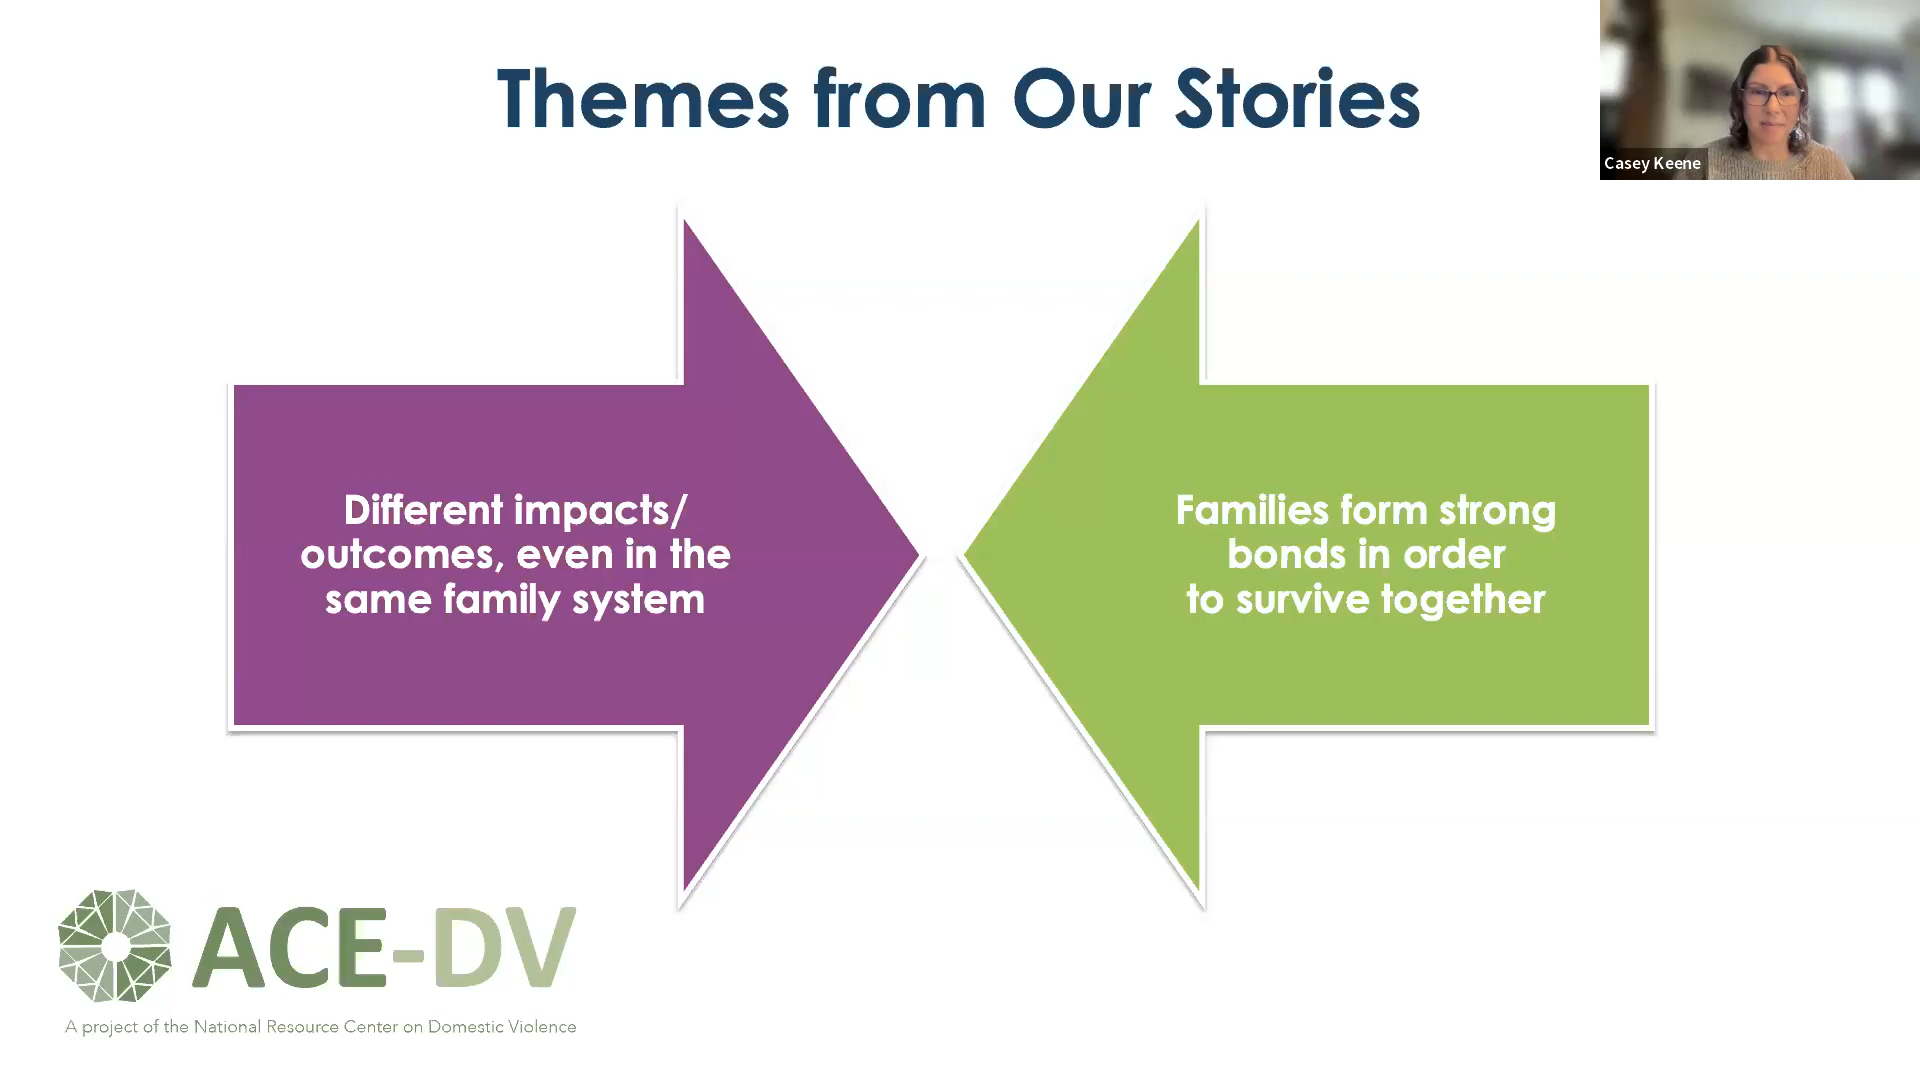 Themes from Our Stories
Casey Keene
Different impacts/
outcomes, even in the
same family system
Families form strong
bonds in order
to survive together
ACE-DV
A project of the National Resource Center on Domestic Violence